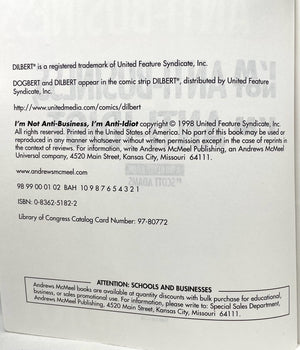 DILBERT® is a registered trademark of United Feature Syndicate, Inc.
DOGBERT and DILBERT appear in the comic strip DILBERT®, distributed by United Feature
Syndicate, Inc.
http://www.unitedmedia.com/comics/dilbert
I'm Not Anti-Business, I'm Anti-Idiot copyright © 1998 United Feature Syndicate, Inc.
All rights reserved. Printed in the United States of America. No part of this book may be used or
reproduced in any manner whatsoever without written permission except in the case of reprints in
the context of reviews. For information, write Andrews McMeel Publishing, an Andrews McMeel
Universal company, 4520 Main Street, Kansas City, Missouri 64111.
www.andrewsmcmeel.com
98 99 00 01 02 BAH 10 9 8 7 6 5 4 3 2 1
ISBN: 0-8362-5182-2
Library of Congress Catalog Card Number: 97-80772
ATTENTION: SCHOOLS AND BUSINESSES
Andrews McMeel books are available at quantity discounts with bulk purchase for educational,
business, or sales promotional use. For information, please write to: Special Sales Department,
Andrews McMeel Publishing, 4520 Main Street, Kansas City, Missouri 64111.